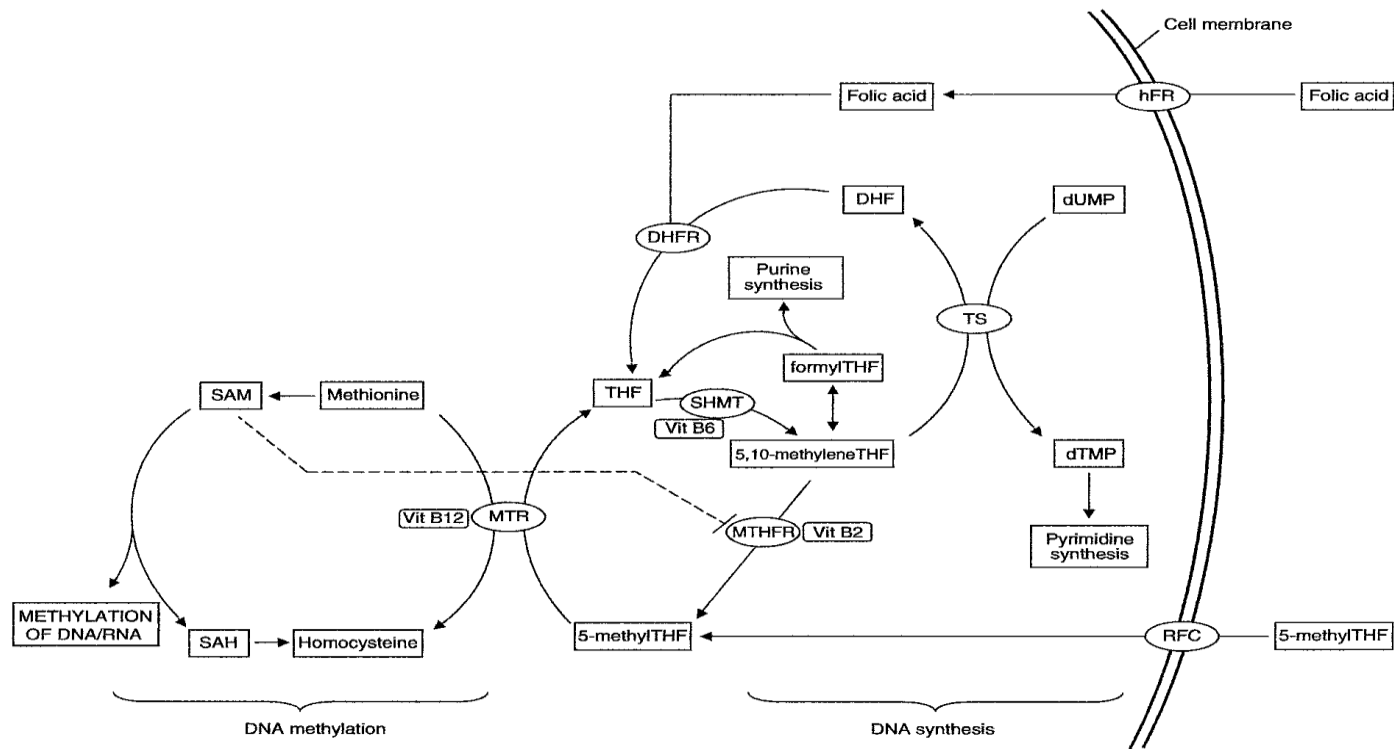 Cell membrane
Folic acid
hFR
Folic acid
DHF
dUMP
DHFR
Purine
synthesis
TS
formylTHF
SAM
Methionine
THF
SHMT
Vit B6
5,10-methyleneTHF
dTMP
Vit B12
MTR
MTHFR
Vit B2
Pyrimidine
synthesis
METHYLATION
OF DNA/RNA
SAH
Homocysteine
5-methylTHF
RFC
5-methylTHF
DNA methylation
DNA synthesis